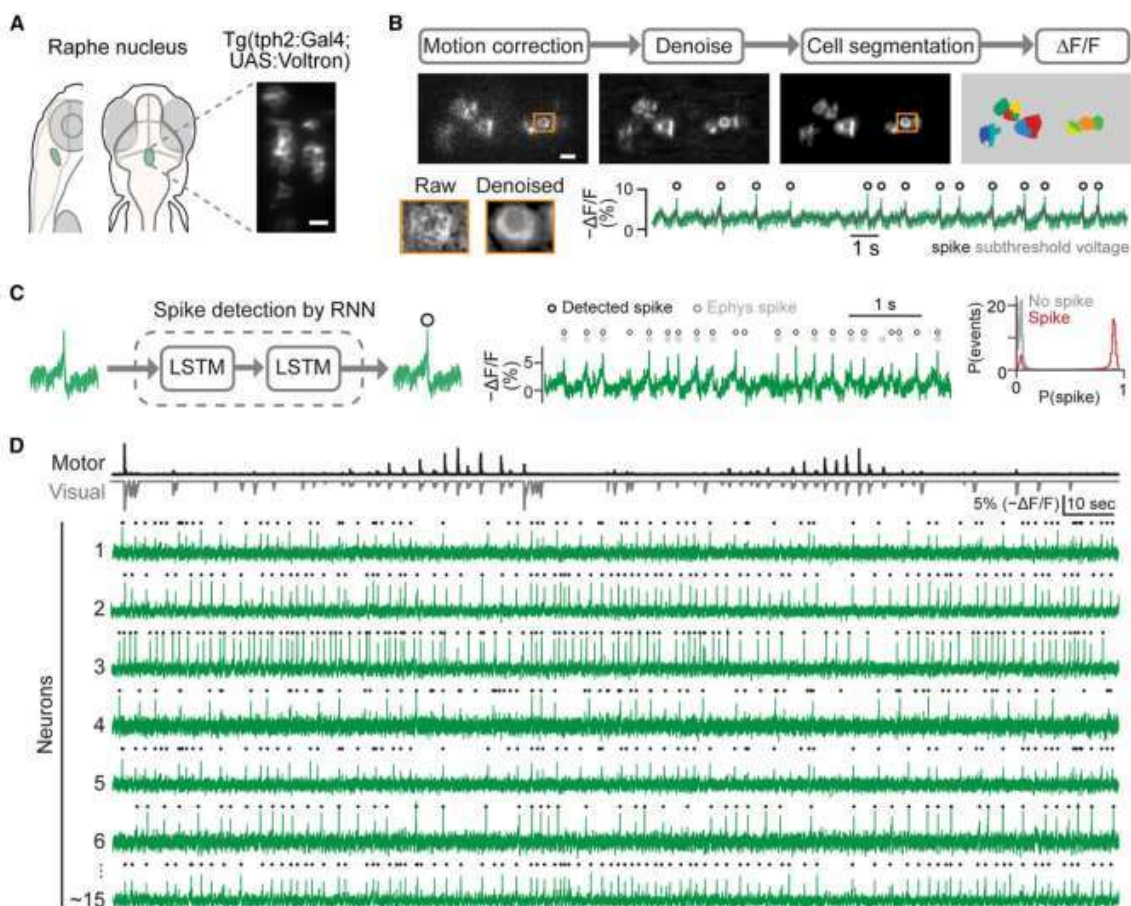 A
Raphe nucleus
Tg(tph2:Gal4;
UAS:Voltron)
B
Motion correction
Denoise
Cell segmentation
ΔF/F
Raw
Denoised
−ΔF/F
(%)
10
0
1 s
spike subthreshold voltage
C
Spike detection by RNN
LSTM
LSTM
Detected spike
Ephys spike
1 s
−ΔF/F
(%)
5
0
P(events)
20
0
No spike
Spike
0
1
P(spike)
D
Motor
Visual
5% (−ΔF/F)
10 sec
Neurons
1
2
3
4
5
6
⋮
~15